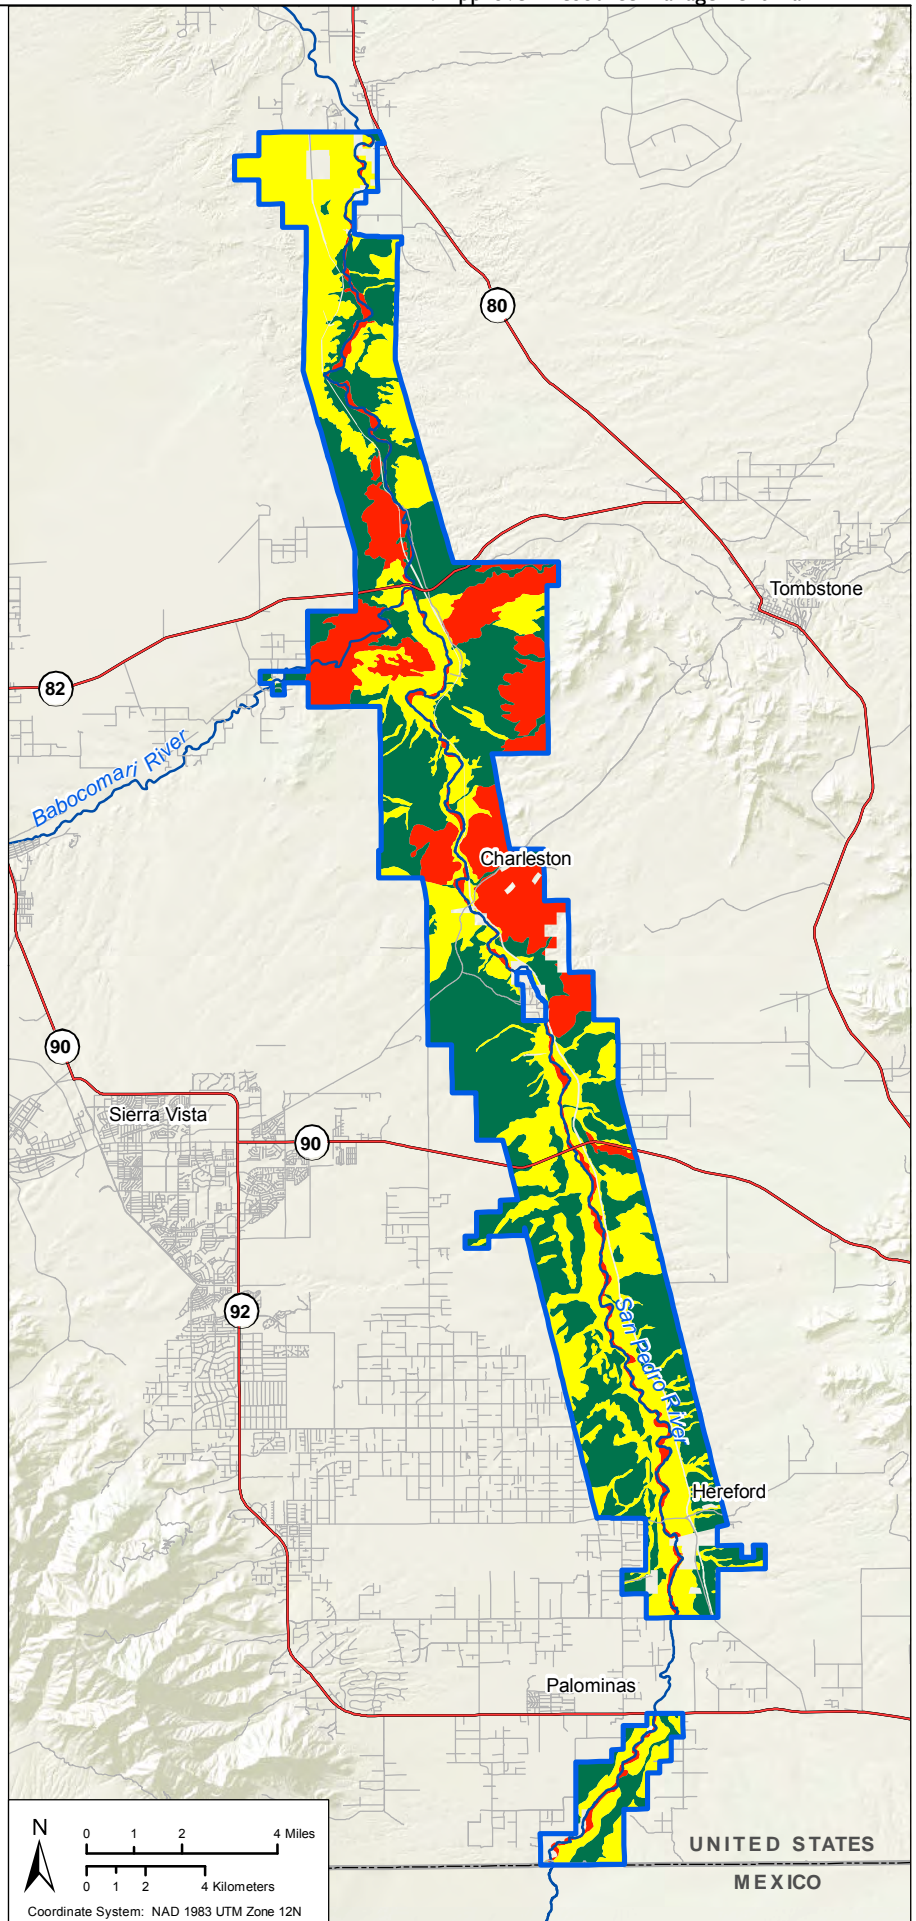 80
Tombstone
82
Babocomari River
Charleston
90
Sierra Vista
90
92
San Pedro River
Hereford
Palominas
N
0 1 2 4 Miles
0 1 2 4 Kilometers
Coordinate System: NAD 1983 UTM Zone 12N
UNITED STATES
MEXICO